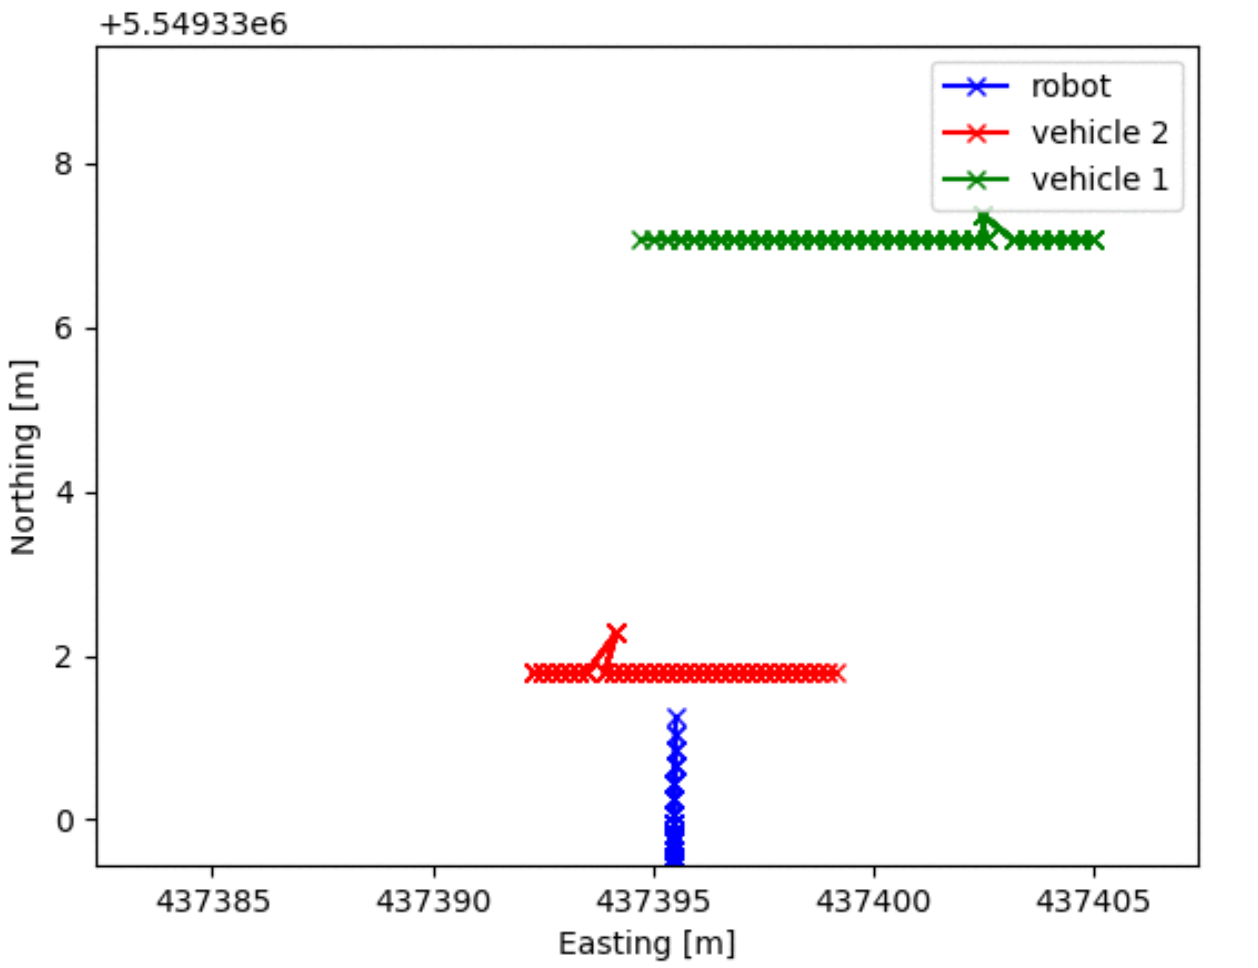 +5.54933e6
robot
vehicle 2
vehicle 1
8
6
4
2
0
Northing [m]
437385 437390 437395 437400 437405
Easting [m]